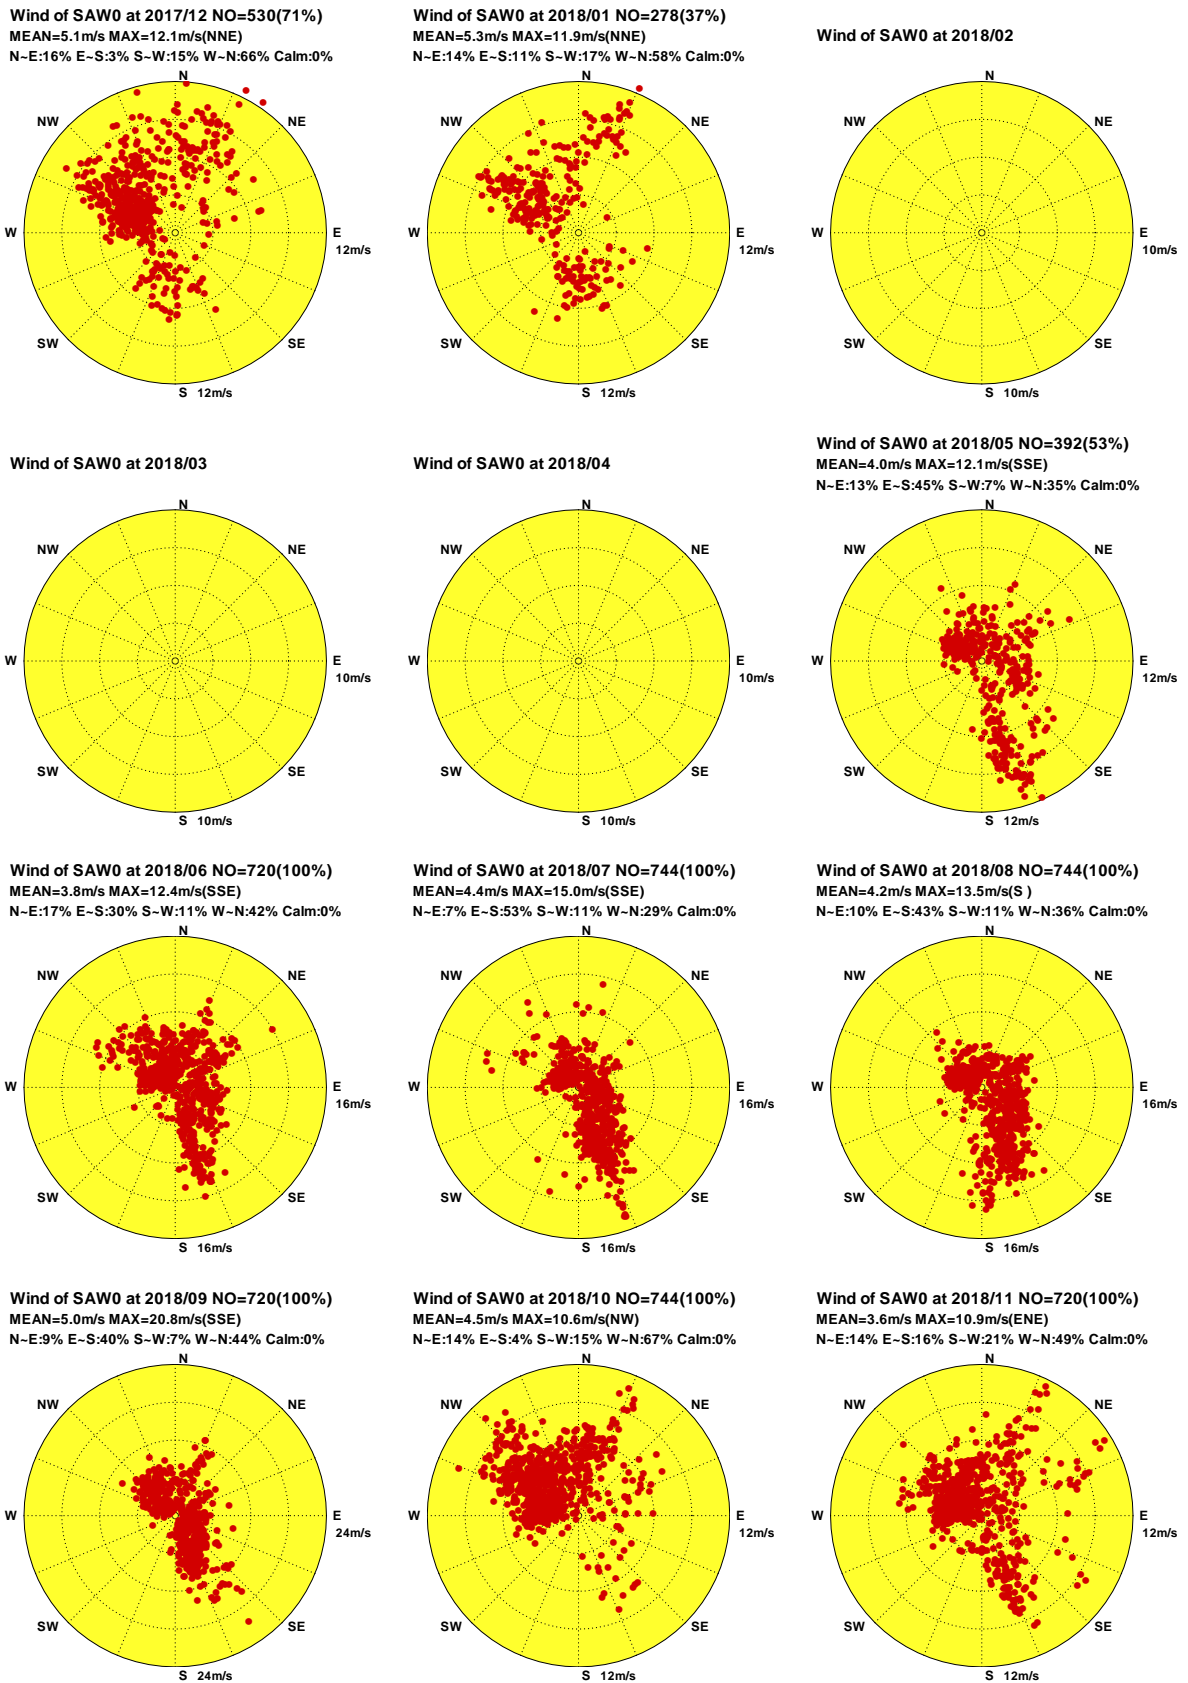 Wind of SAW0 at 2017/12 NO=530(71%)
MEAN=5.1m/s MAX=12.1m/s(NNE)
N~E:16% E~S:3% S~W:15% W~N:66% Calm:0%
N
NW
NE
W
E
12m/s
SW
SE
S 12m/s
Wind of SAW0 at 2018/01 NO=278(37%)
MEAN=5.3m/s MAX=11.9m/s(NNE)
N~E:14% E~S:11% S~W:17% W~N:58% Calm:0%
N
NW
NE
W
E
12m/s
SW
SE
S 12m/s
Wind of SAW0 at 2018/02
N
NW
NE
W
E
10m/s
SW
SE
S 10m/s
Wind of SAW0 at 2018/03
N
NW
NE
W
E
10m/s
SW
SE
S 10m/s
Wind of SAW0 at 2018/04
N
NW
NE
W
E
10m/s
SW
SE
S 10m/s
Wind of SAW0 at 2018/05 NO=392(53%)
MEAN=4.0m/s MAX=12.1m/s(SSE)
N~E:13% E~S:45% S~W:7% W~N:35% Calm:0%
N
NW
NE
W
E
12m/s
SW
SE
S 12m/s
Wind of SAW0 at 2018/06 NO=720(100%)
MEAN=3.8m/s MAX=12.4m/s(SSE)
N~E:17% E~S:30% S~W:11% W~N:42% Calm:0%
N
NW
NE
W
E
16m/s
SW
SE
S 16m/s
Wind of SAW0 at 2018/07 NO=744(100%)
MEAN=4.4m/s MAX=15.0m/s(SSE)
N~E:7% E~S:53% S~W:11% W~N:29% Calm:0%
N
NW
NE
W
E
16m/s
SW
SE
S 16m/s
Wind of SAW0 at 2018/08 NO=744(100%)
MEAN=4.2m/s MAX=13.5m/s(S )
N~E:10% E~S:43% S~W:11% W~N:36% Calm:0%
N
NW
NE
W
E
16m/s
SW
SE
S 16m/s
Wind of SAW0 at 2018/09 NO=720(100%)
MEAN=5.0m/s MAX=20.8m/s(SSE)
N~E:9% E~S:40% S~W:7% W~N:44% Calm:0%
N
NW
NE
W
E
24m/s
SW
SE
S 24m/s
Wind of SAW0 at 2018/10 NO=744(100%)
MEAN=4.5m/s MAX=10.6m/s(NW)
N~E:14% E~S:4% S~W:15% W~N:67% Calm:0%
N
NW
NE
W
E
12m/s
SW
SE
S 12m/s
Wind of SAW0 at 2018/11 NO=720(100%)
MEAN=3.6m/s MAX=10.9m/s(ENE)
N~E:14% E~S:16% S~W:21% W~N:49% Calm:0%
N
NW
NE
W
E
12m/s
SW
SE
S 12m/s